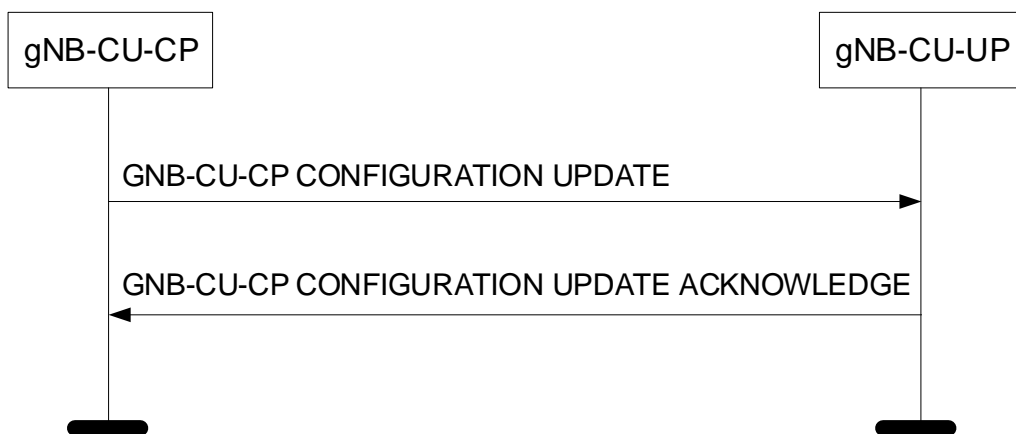 gNB-CU-CP
gNB-CU-UP
GNB-CU-CP CONFIGURATION UPDATE
GNB-CU-CP CONFIGURATION UPDATE ACKNOWLEDGE